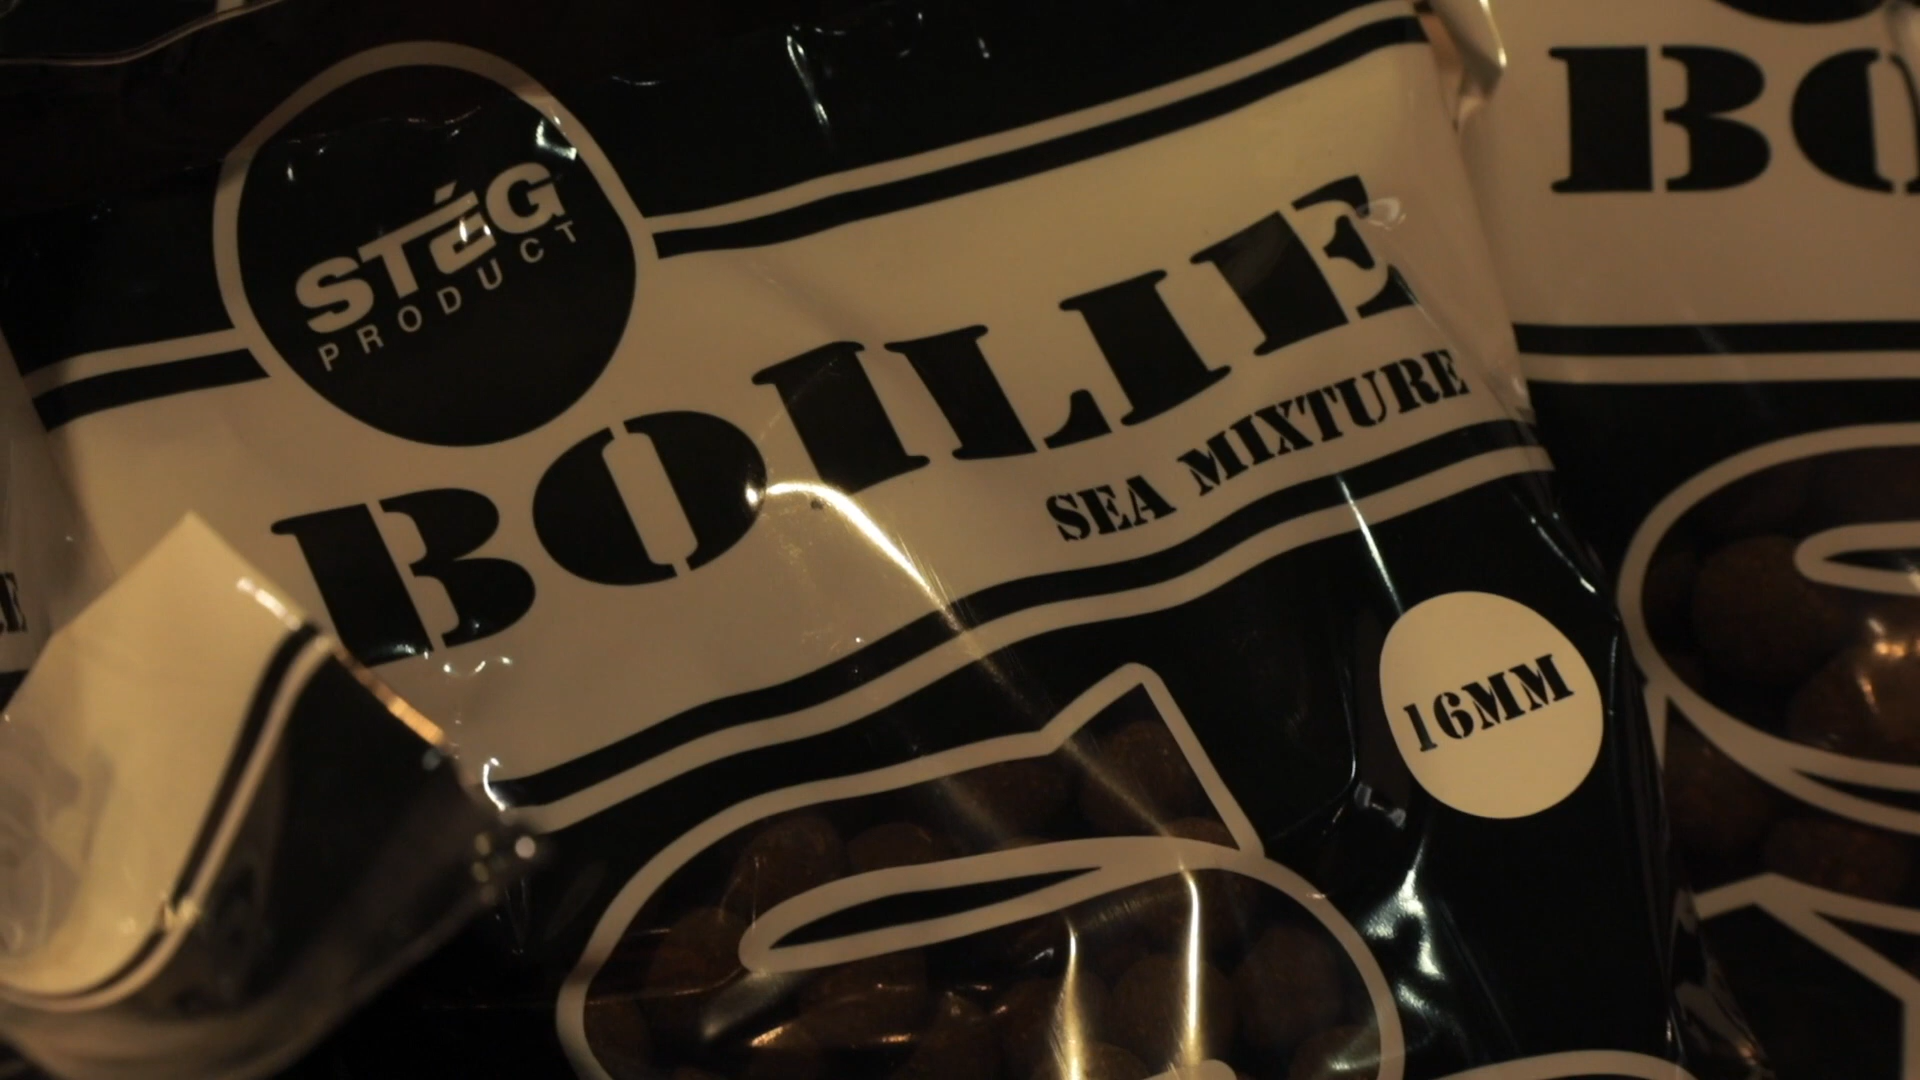 STÉG
PRODUCT
BOILIE
SEA MIXTURE
16MM
BO